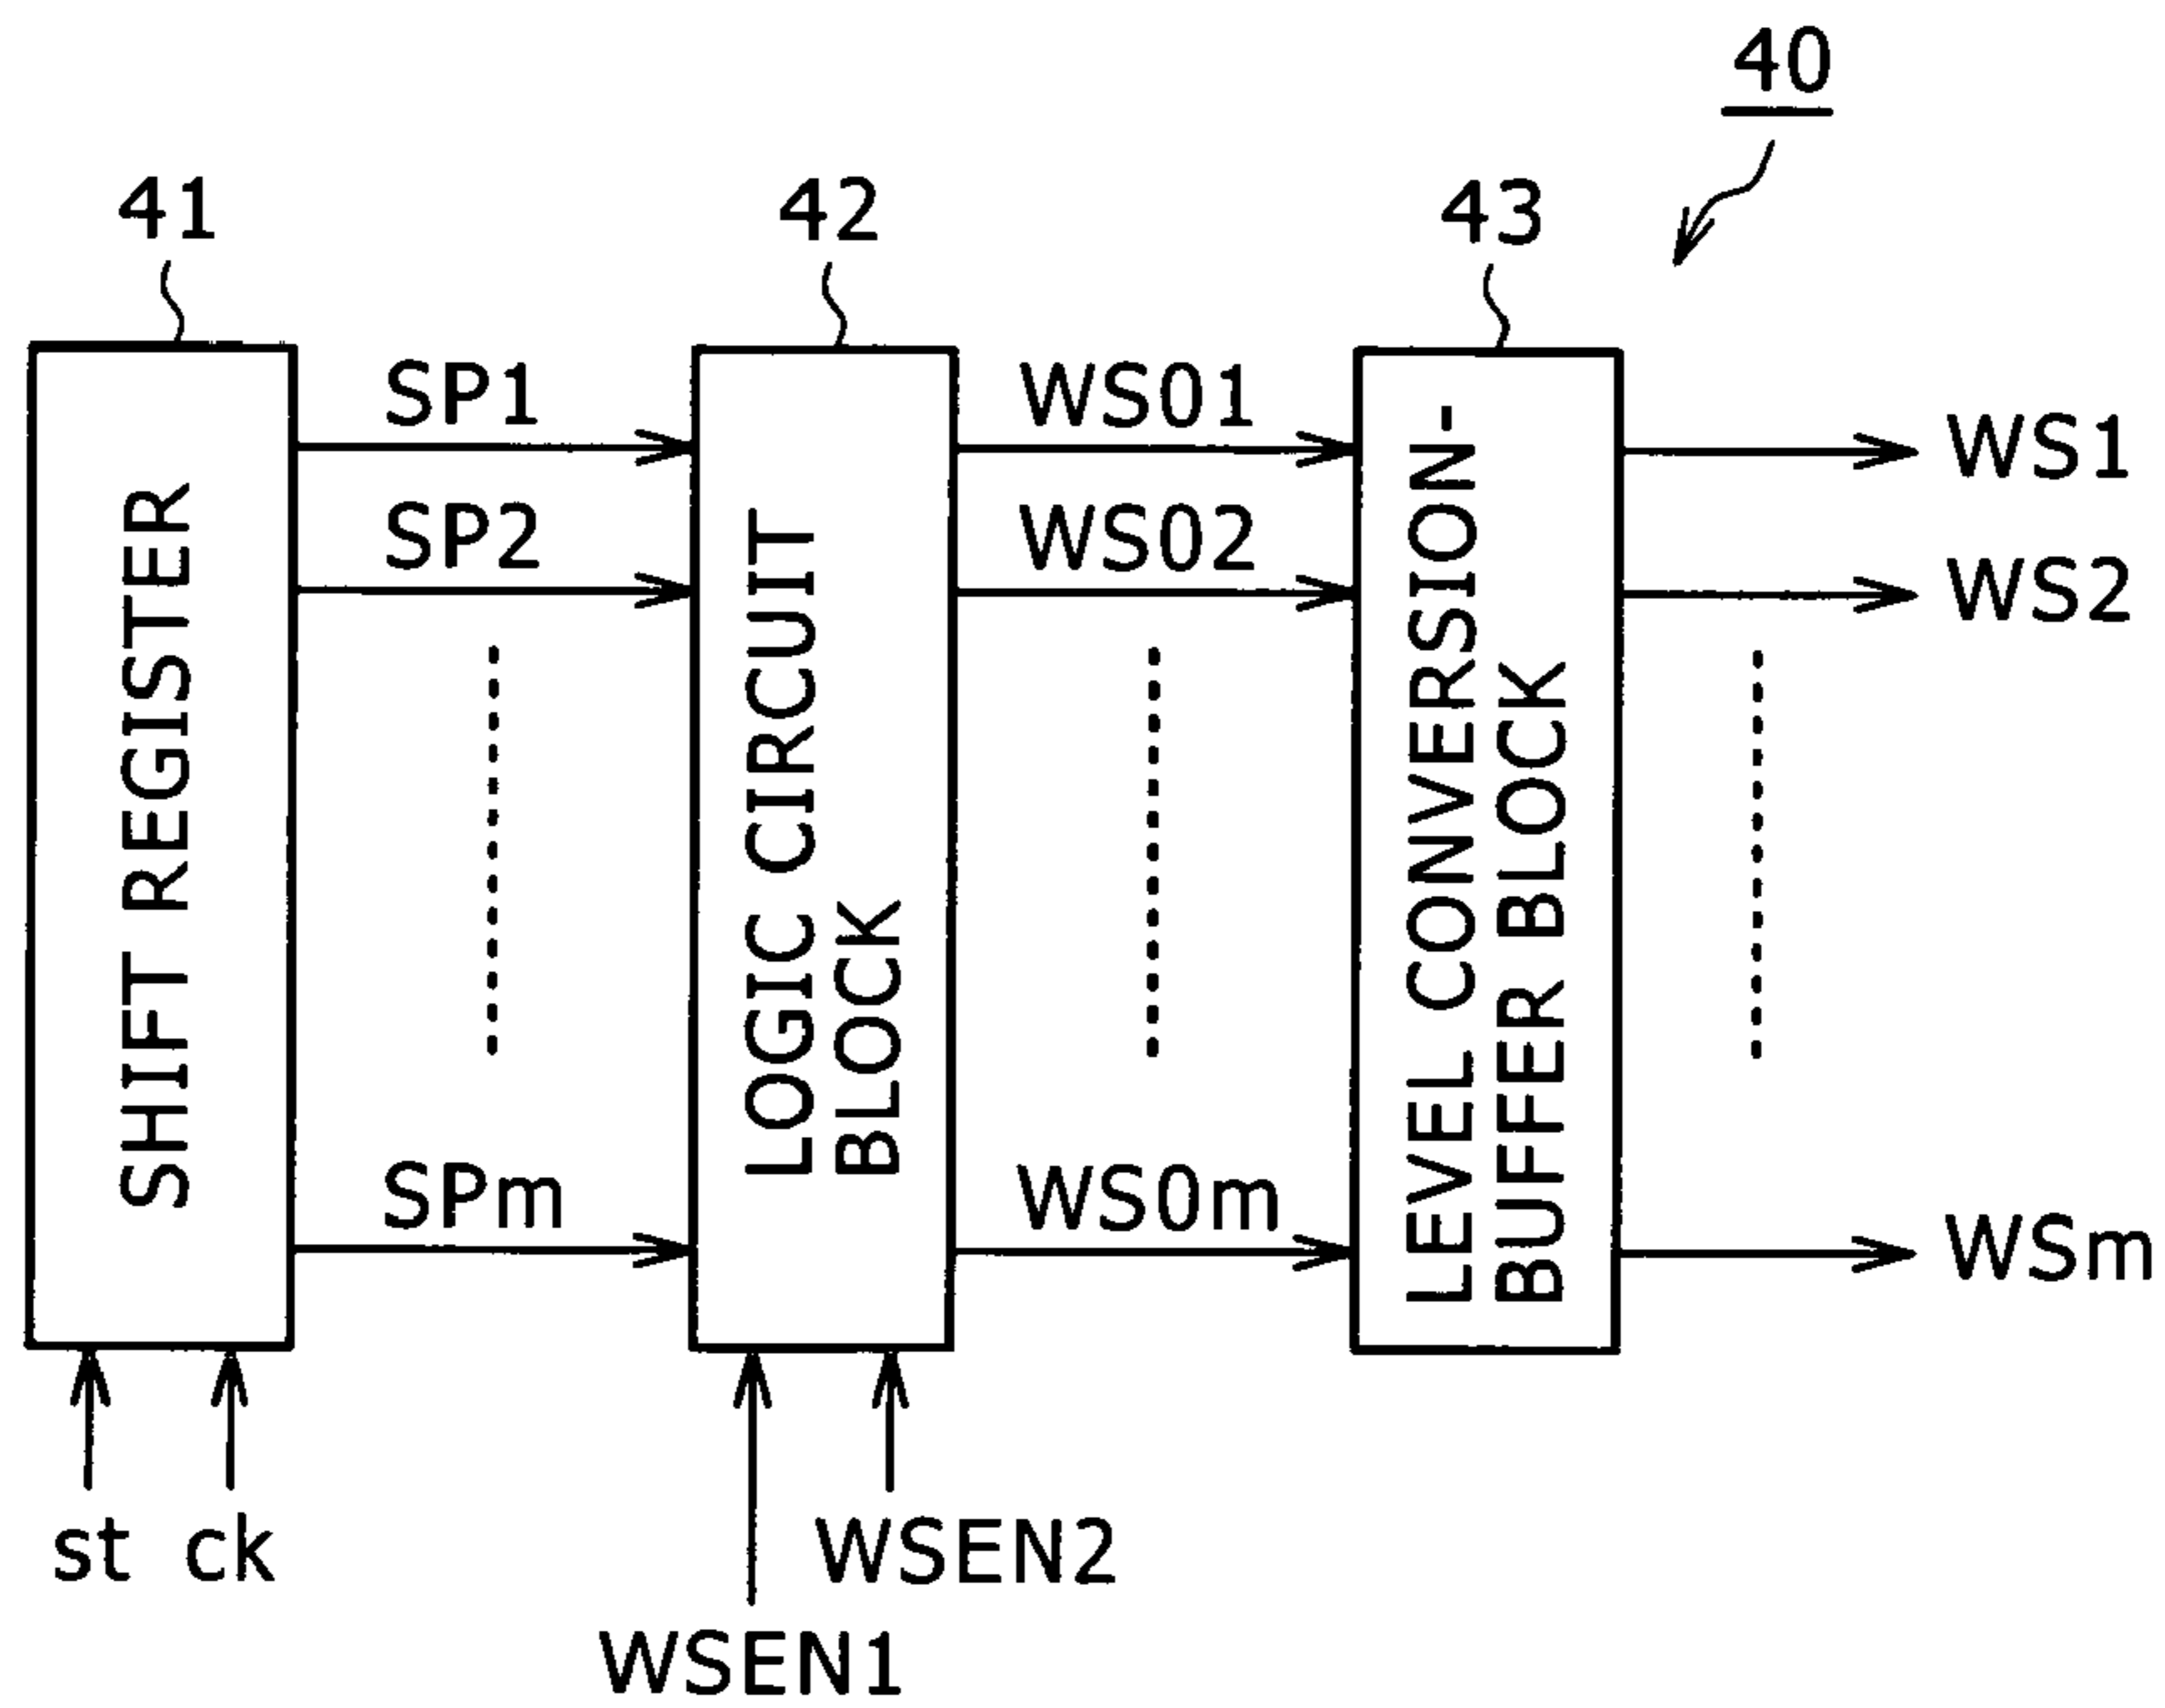 40
41
42
43
SHIFT REGISTER
SP1
SP2
SPm
LOGIC CIRCUIT
BLOCK
WS01
WS02
WS0m
LEVEL CONVERSION-
BUFFER BLOCK
WS1
WS2
WSm
st ck
WSEN2
WSEN1